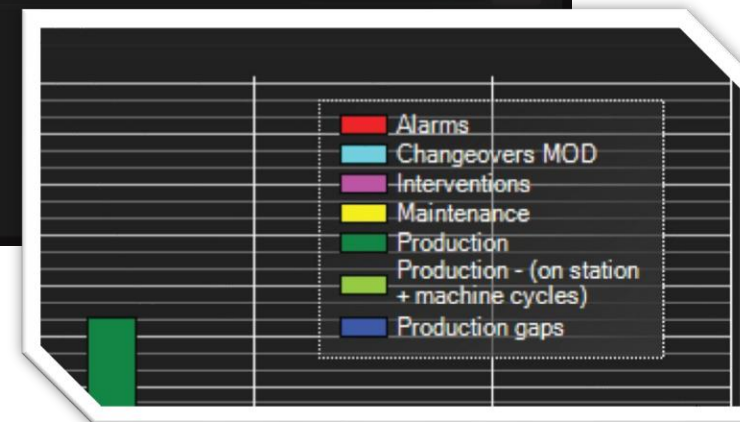 Alarms
Changeovers MOD
Interventions
Maintenance
Production
Production - (on station
+ machine cycles)
Production gaps